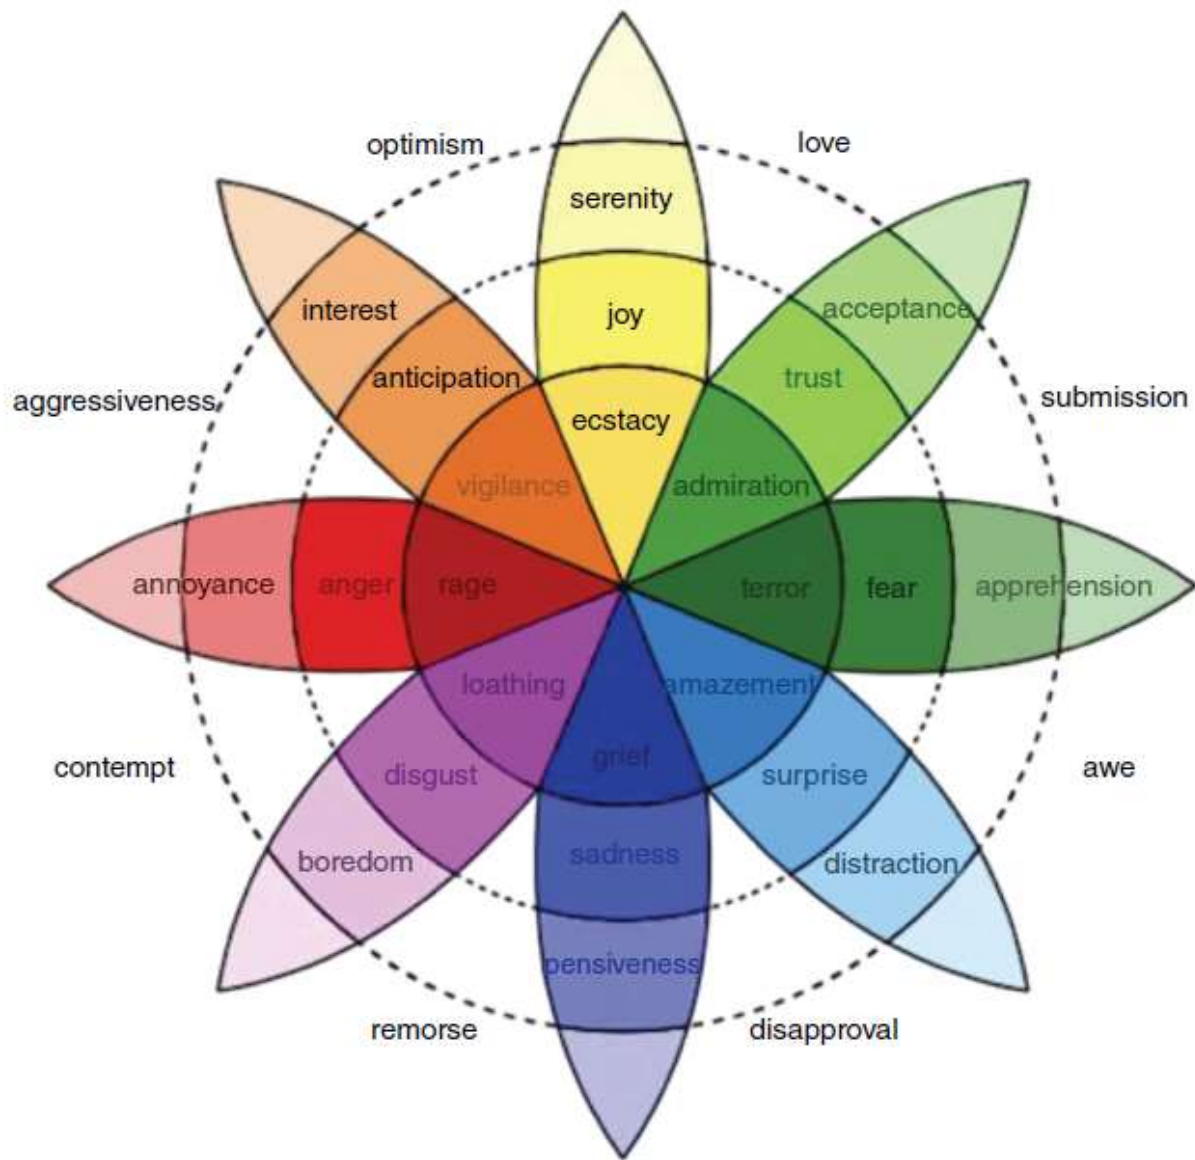 optimism
love
serenity
interest
acceptance
joy
anticipation
trust
aggressiveness
submission
ecstacy
vigilance
admiration
annoyance
anger
rage
terror
fear
apprehension
loathing
amazement
grief
contempt
awe
disgust
surprise
sadness
boredom
distraction
pensiveness
remorse
disapproval